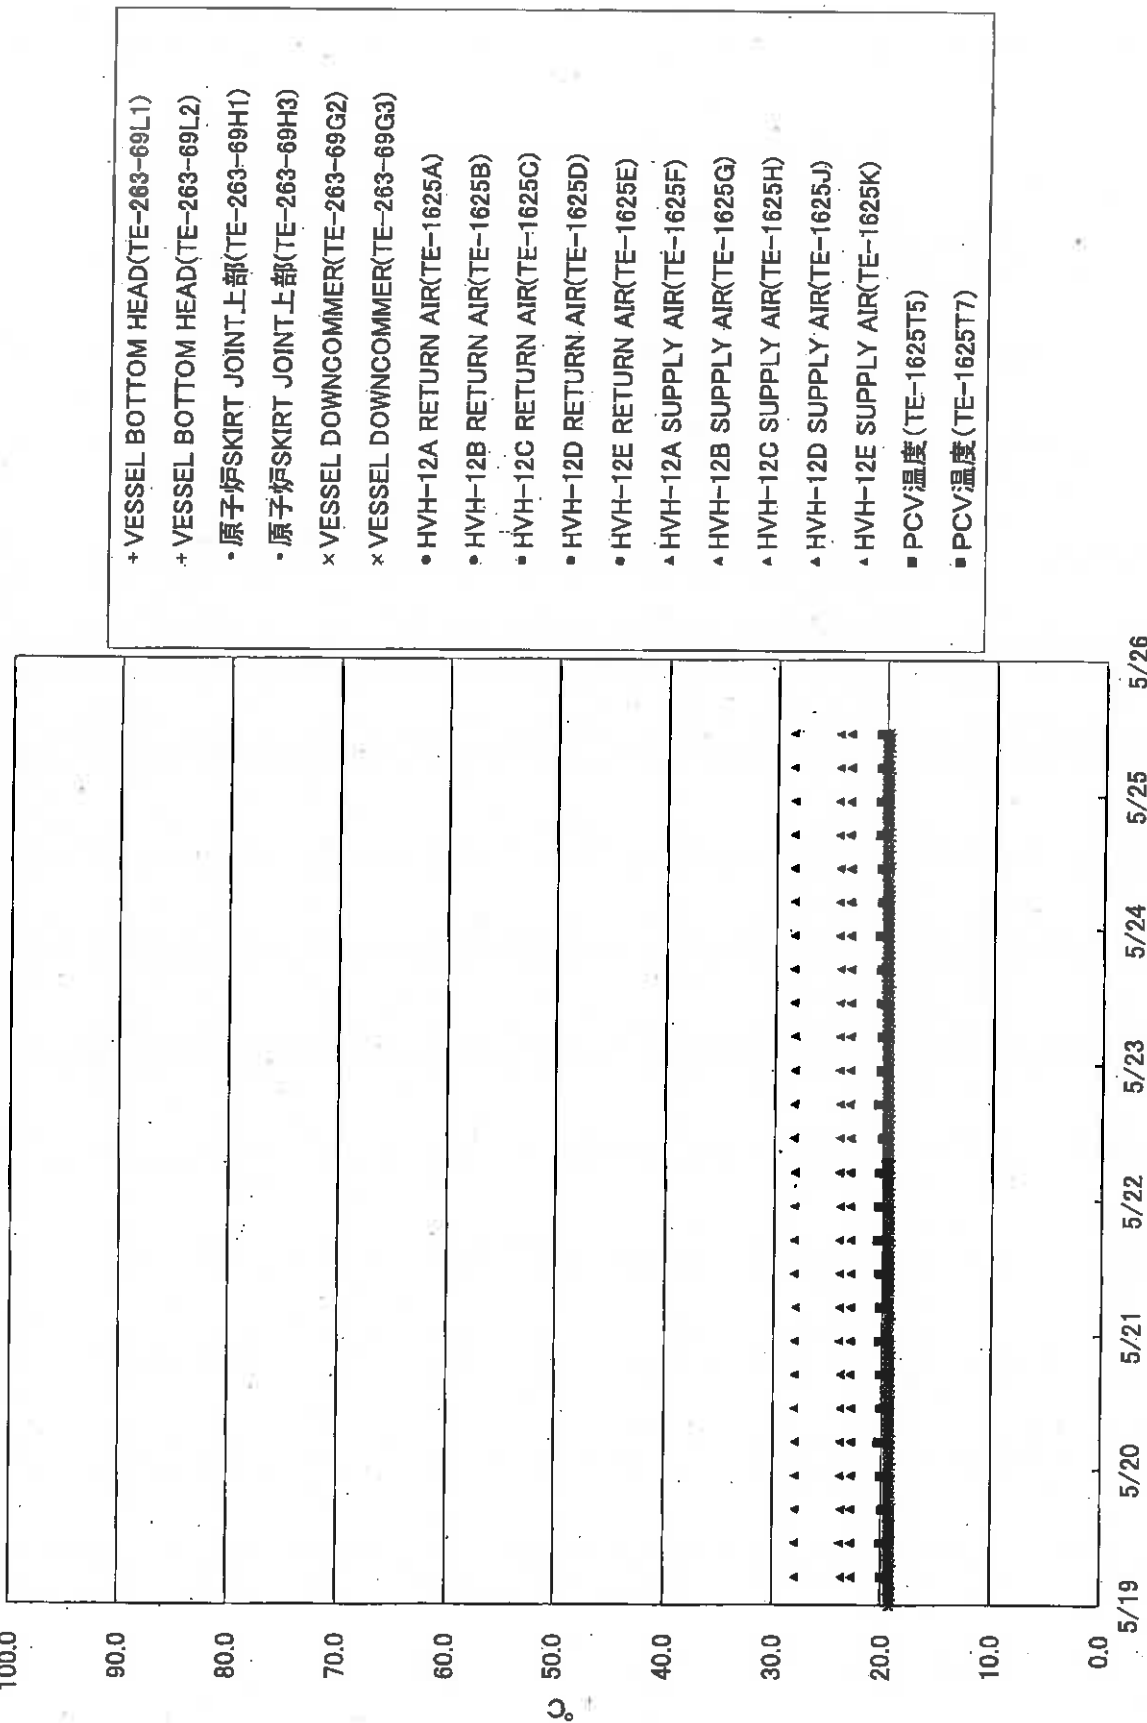 + VESSEL BOTTOM HEAD(TE-263-69L1)
+ VESSEL BOTTOM HEAD(TE-263-69L2)
・原子炉SKIRT JOINT上部(TE-263-69H1)
・原子炉SKIRT JOINT上部(TE-263-69H3)
× VESSEL DOWNCOMMER(TE-263-69G2)
× VESSEL DOWNCOMMER(TE-263-69G3)
● HVH-12A RETURN AIR(TE-1625A)
● HVH-12B RETURN AIR(TE-1625B)
● HVH-12C RETURN AIR(TE-1625C)
● HVH-12D RETURN AIR(TE-1625D)
● HVH-12E RETURN AIR(TE-1625E)
▲ HVH-12A SUPPLY AIR(TE-1625F)
▲ HVH-12B SUPPLY AIR(TE-1625G)
▲ HVH-12C SUPPLY AIR(TE-1625H)
▲ HVH-12D SUPPLY AIR(TE-1625J)
▲ HVH-12E SUPPLY AIR(TE-1625K)
■ PCV温度(TE-1625T5)
■ PCV温度(TE-1625T7)
100.0
90.0
80.0
70.0
60.0
50.0
40.0
30.0
20.0
10.0
0.0
℃
5/19
5/20
5/21
5/22
5/23
5/24
5/25
5/26